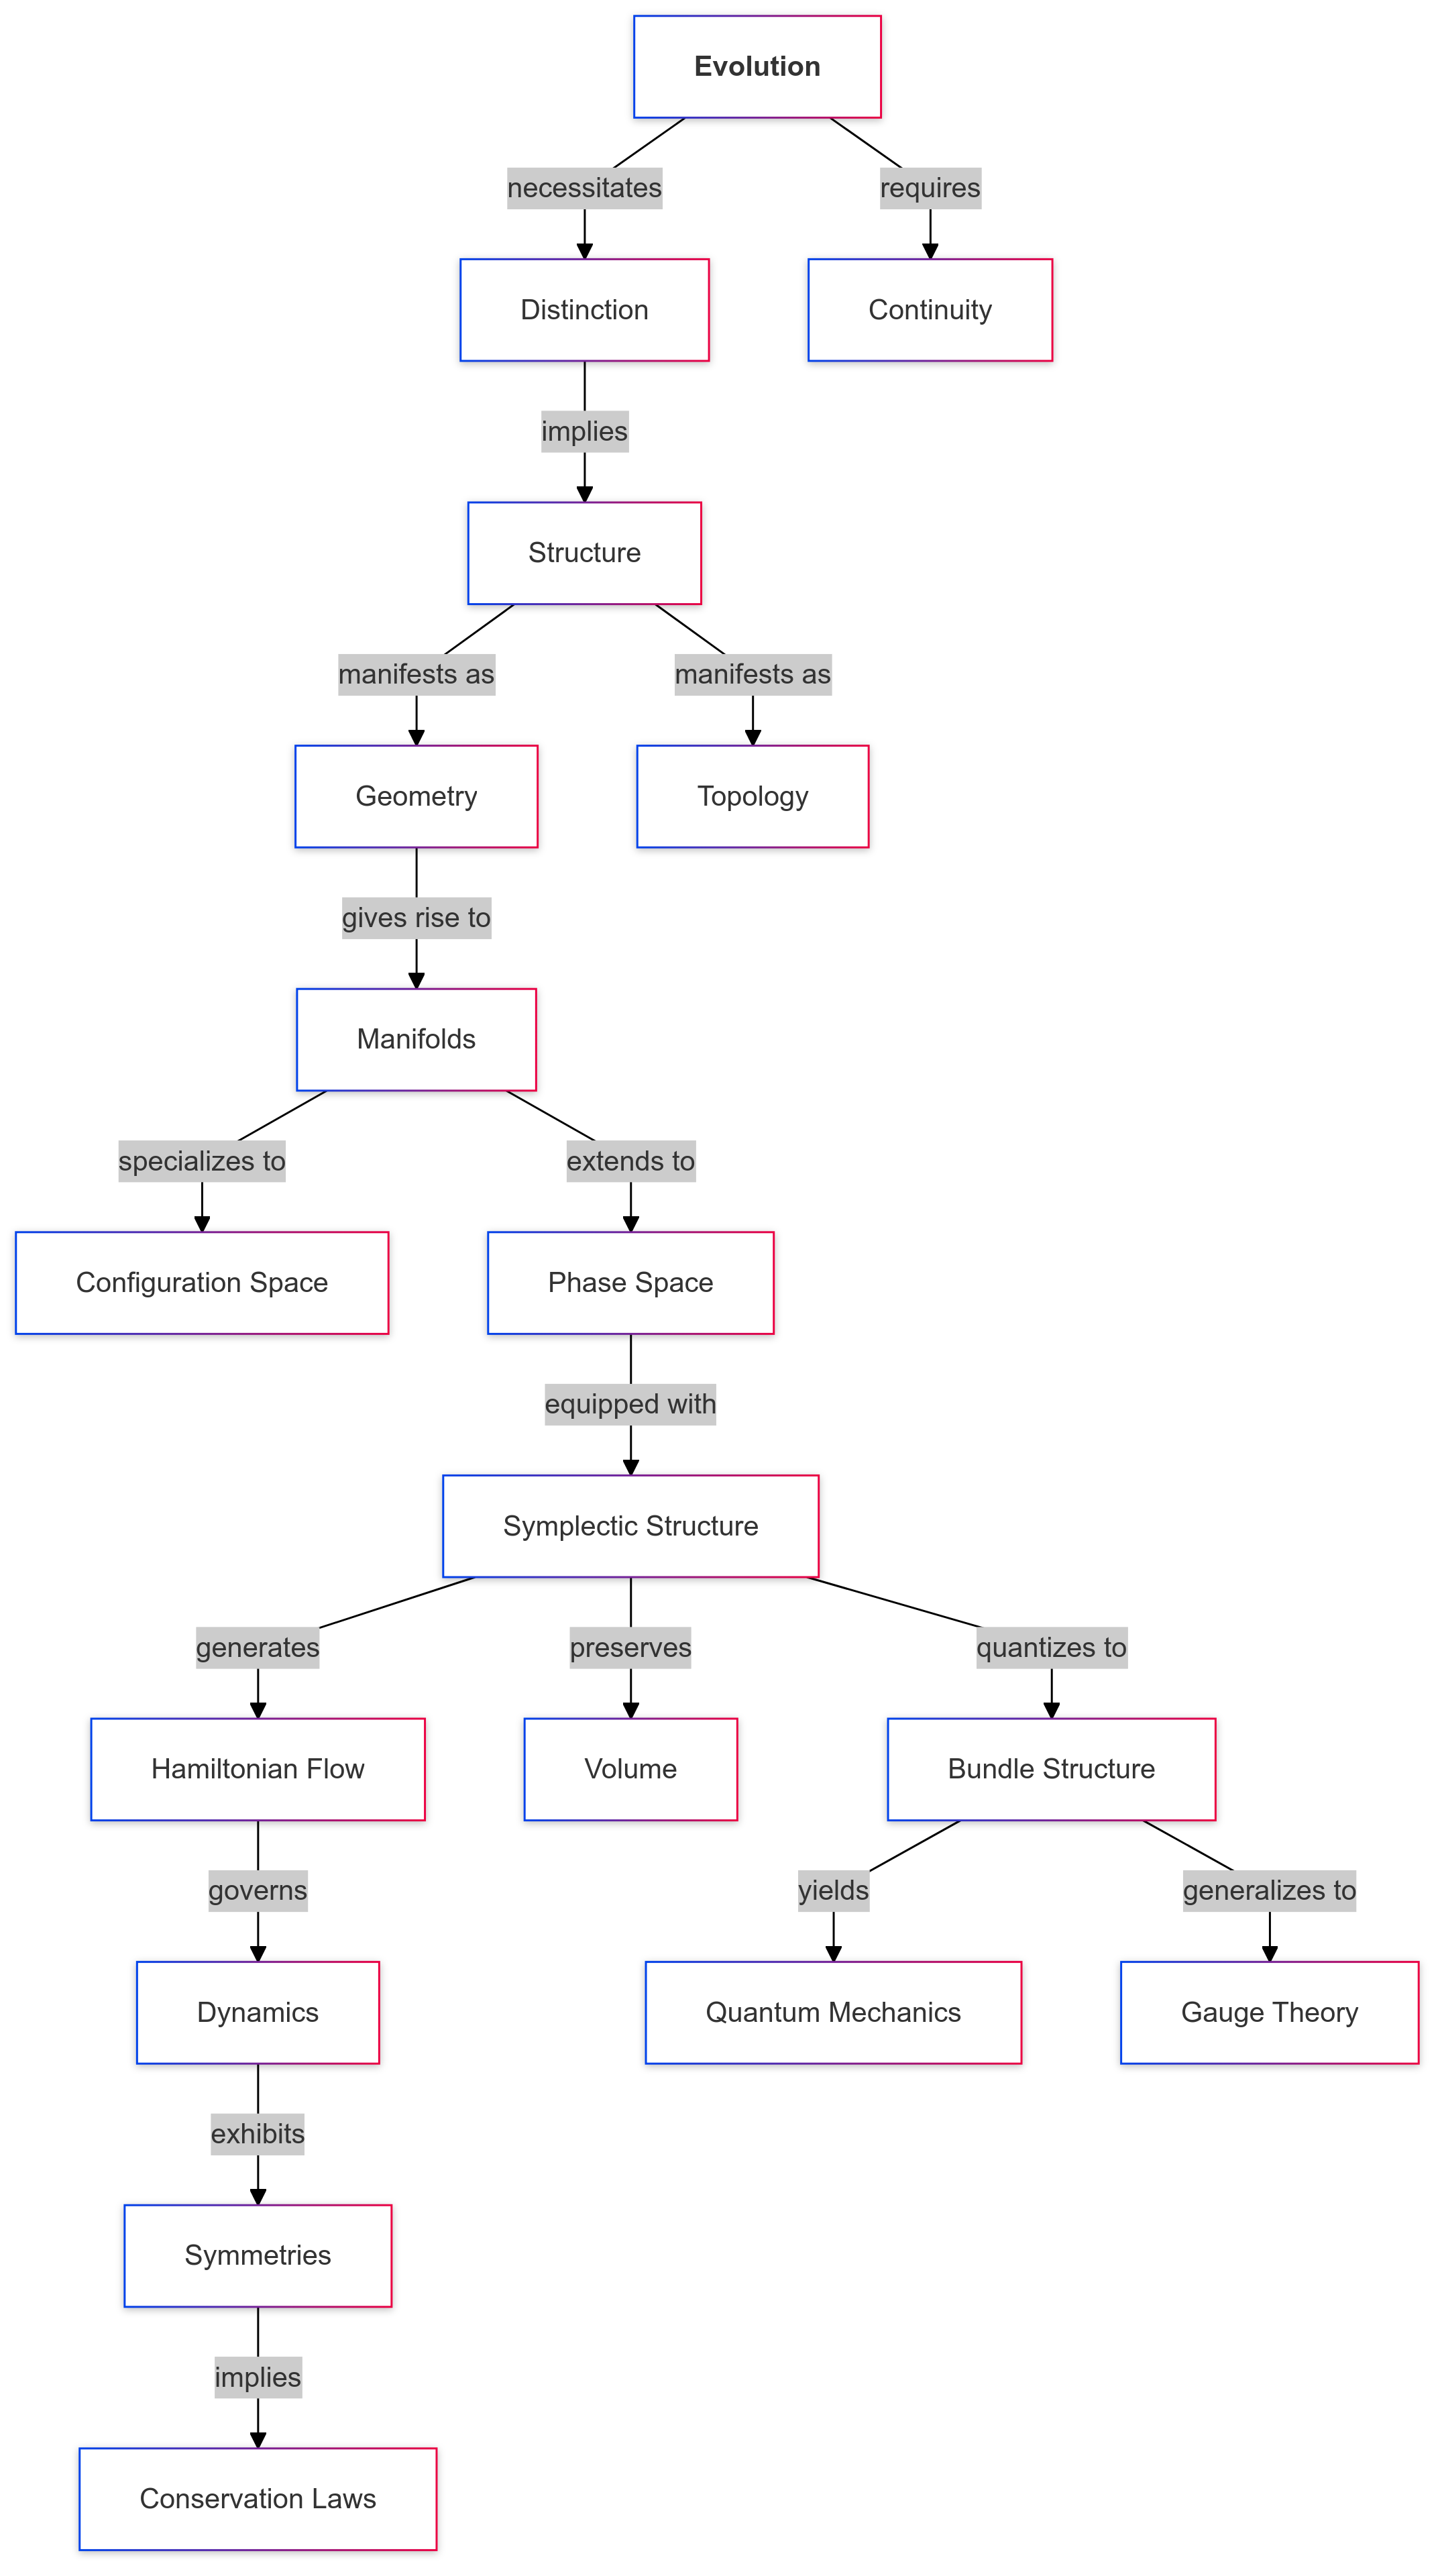 Evolution
necessitates
requires
Distinction
Continuity
implies
Structure
manifests as
manifests as
Geometry
Topology
gives rise to
Manifolds
specializes to
extends to
Configuration Space
Phase Space
equipped with
Symplectic Structure
generates
preserves
quantizes to
Hamiltonian Flow
Volume
Bundle Structure
governs
yields
generalizes to
Dynamics
Quantum Mechanics
Gauge Theory
exhibits
Symmetries
implies
Conservation Laws